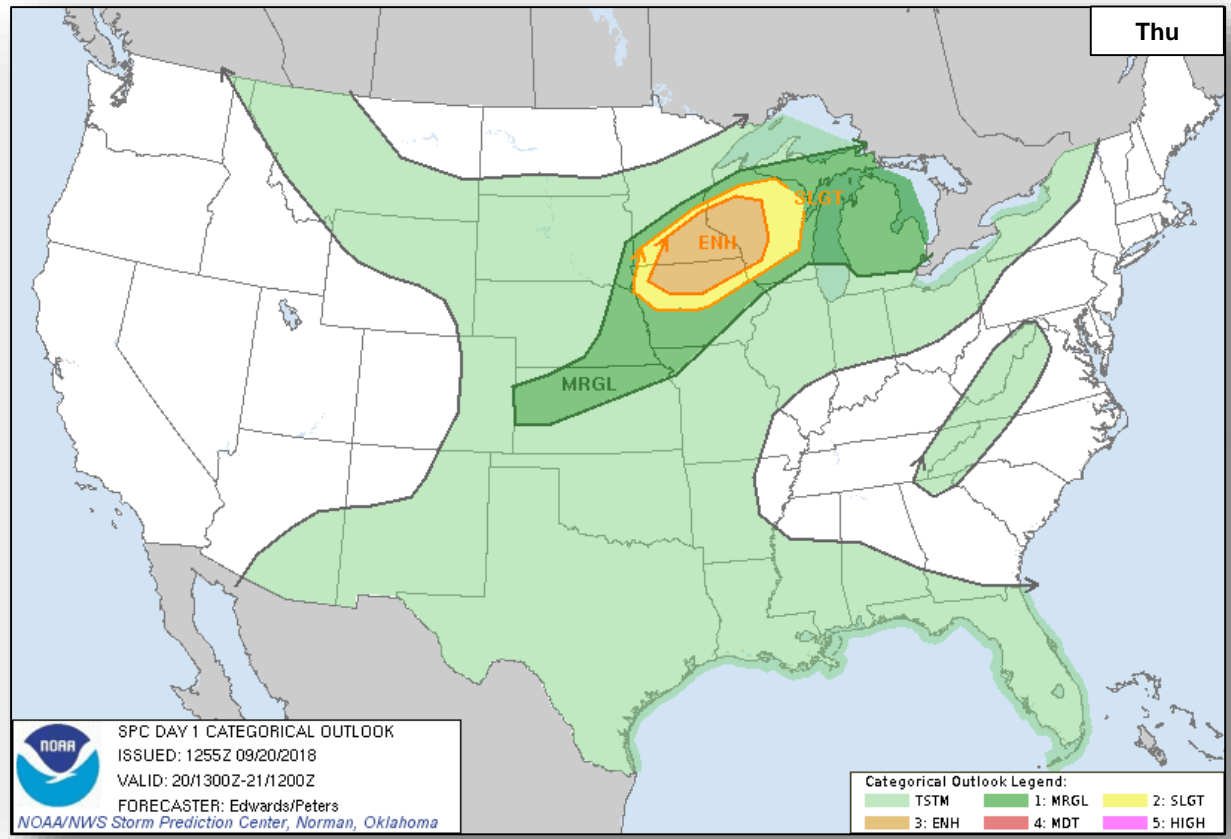 Thu
SLGT
ENH
MRGL
NOAA
SPC DAY 1 CATEGORICAL OUTLOOK
ISSUED: 1255Z 09/20/2018
VALID: 20/1300Z-21/1200Z
FORECASTER: Edwards/Peters
NOAA/NWS Storm Prediction Center, Norman, Oklahoma
Categorical Outlook Legend:
TSTM 1: MRGL 2: SLGT
3: ENH 4: MDT 5: HIGH